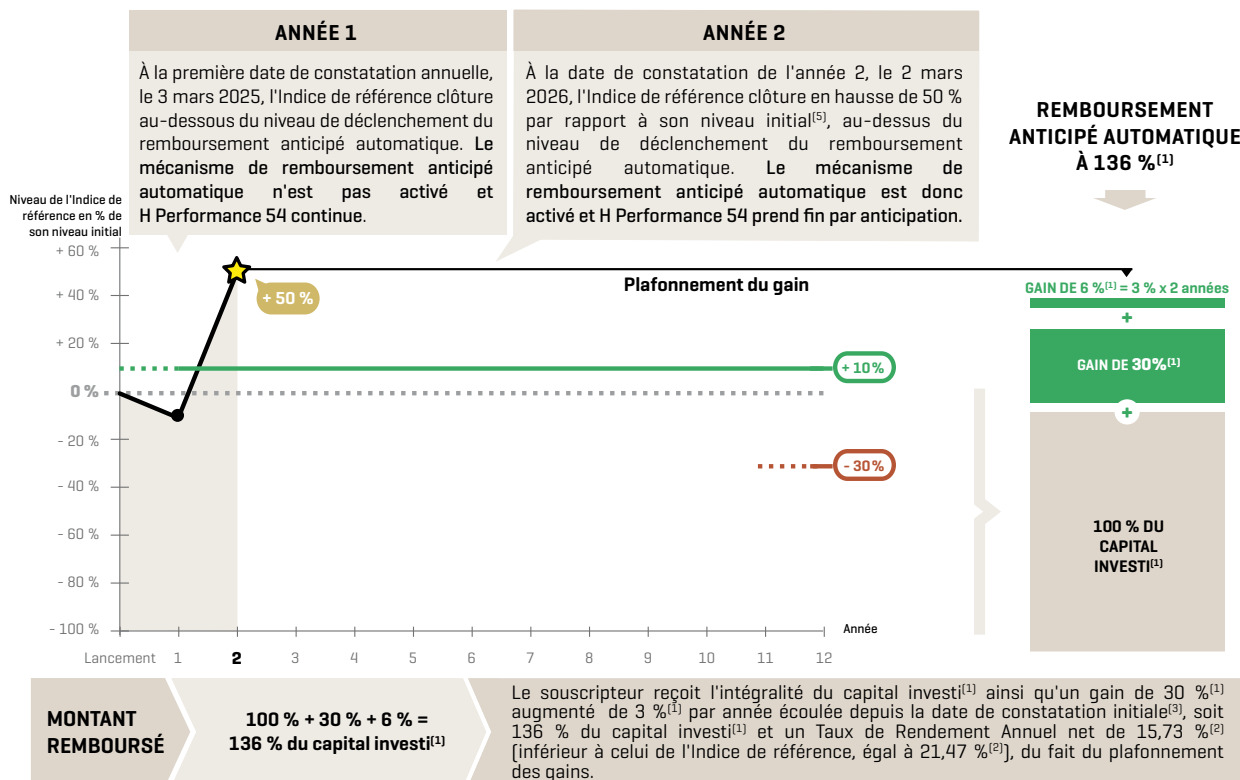 ANNÉE 1
À la première date de constatation annuelle,
le 3 mars 2025, l'Indice de référence clôture
au-dessous du niveau de déclenchement du
remboursement anticipé automatique. Le
mécanisme de remboursement anticipé
automatique n'est pas activé et
H Performance 54 continue.
ANNÉE 2
À la date de constatation de l'année 2, le 2 mars
2026, l'Indice de référence clôture en hausse de 50 %
par rapport à son niveau initial(5), au-dessus du
niveau de déclenchement du remboursement
anticipé automatique. Le mécanisme de
remboursement anticipé automatique est donc
activé et H Performance 54 prend fin par anticipation.
REMBOURSEMENT
ANTICIPÉ AUTOMATIQUE
À 136 %(1)
Niveau de l'Indice de
référence en % de
son niveau initial
+ 60 %
+ 40 %
+ 20 %
0 %
- 20 %
- 40 %
- 60 %
- 80 %
- 100 %
+ 50 %
Plafonnement du gain
+ 10%
- 30%
Lancement 1 2 3 4 5 6 7 8 9 10 11 12
Année
GAIN DE 6 %(1) = 3 % x 2 années
+
GAIN DE 30%(1)
+
100 % DU
CAPITAL
INVESTI(1)
MONTANT
REMBOURSÉ
100 % + 30 % + 6 % =
136 % du capital investi(1)
Le souscripteur reçoit l'intégralité du capital investi(1) ainsi qu'un gain de 30 %(1)
augmenté de 3 %(1) par année écoulée depuis la date de constatation initiale(3), soit
136 % du capital investi(1) et un Taux de Rendement Annuel net de 15,73 %(2)
(inférieur à celui de l'Indice de référence, égal à 21,47 %(2)), du fait du plafonnement
des gains.